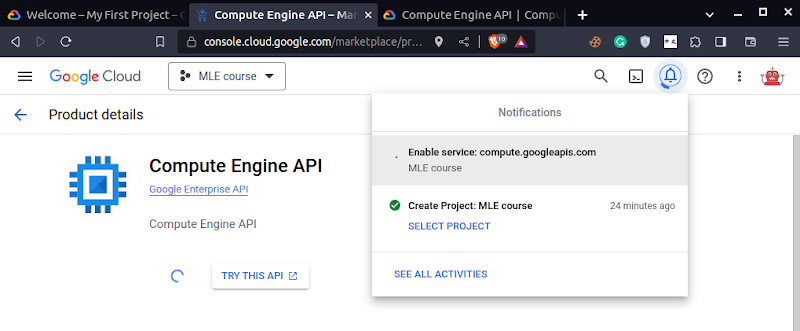 Welcome – My First Project – C
Compute Engine API – Mar
Compute Engine API | Compu
console.cloud.google.com/marketplace/pr...
10
Google Cloud
MLE course
Product details
Notifications
Enable service: compute.googleapis.com
MLE course
Create Project: MLE course
24 minutes ago
SELECT PROJECT
SEE ALL ACTIVITIES
Compute Engine API
Google Enterprise API
Compute Engine API
TRY THIS API